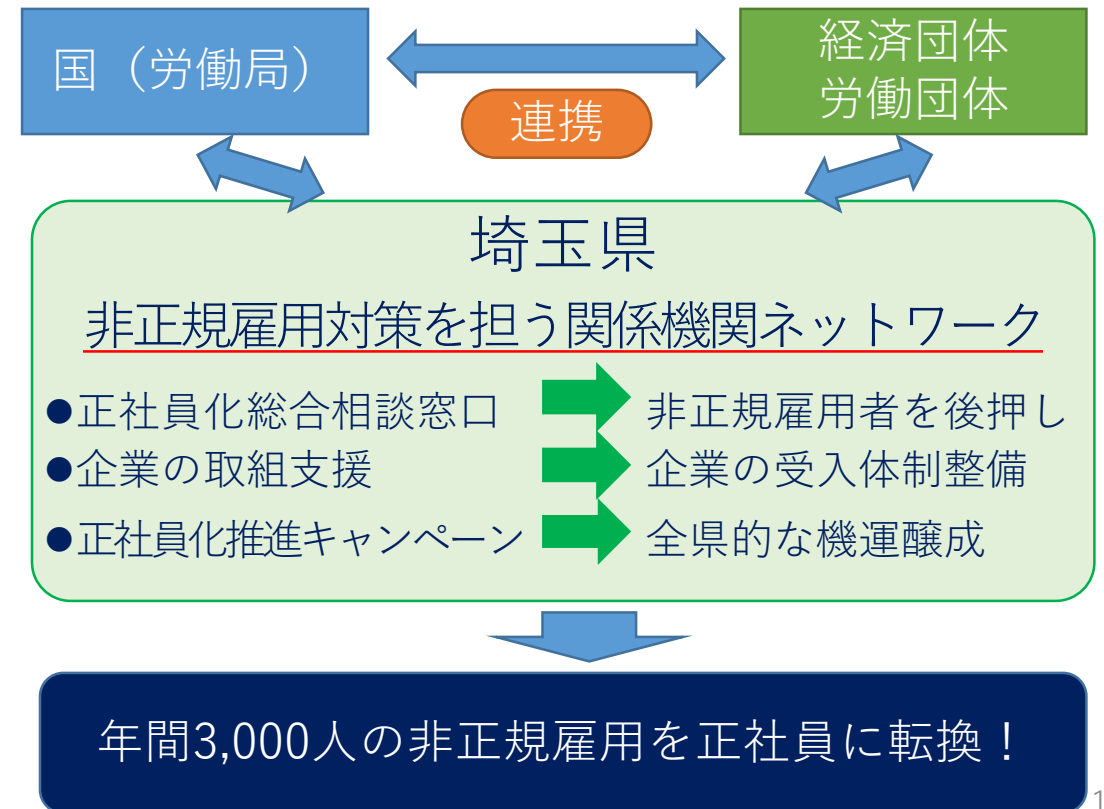 国（労働局）
経済団体
労働団体
連携
埼玉県
非正規雇用対策を担う関係機関ネットワーク
●正社員化総合相談窓口 非正規雇用者を後押し
●企業の取組支援 企業の受入体制整備
●正社員化推進キャンペーン 全県的な機運醸成
年間3,000人の非正規雇用を正社員に転換！
1